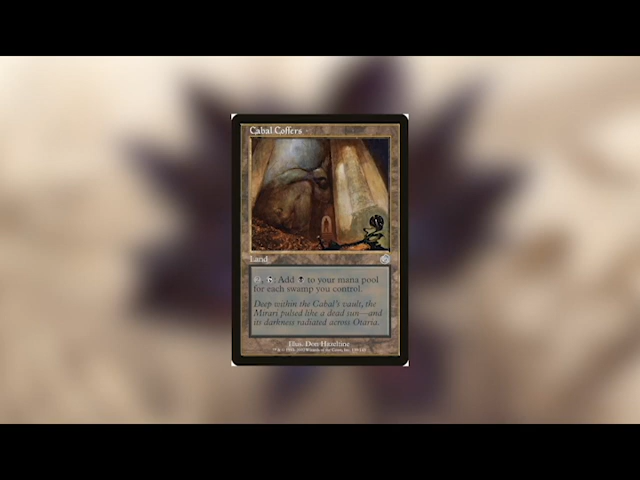 Cabal Coffers
Land
2, : Add to your mana pool
for each swamp you control.
Deep within the Cabal's vault, the
Mirari pulsed like a dead sun—and
its darkness radiated across Otaria.
Illus. Don Hazeltine